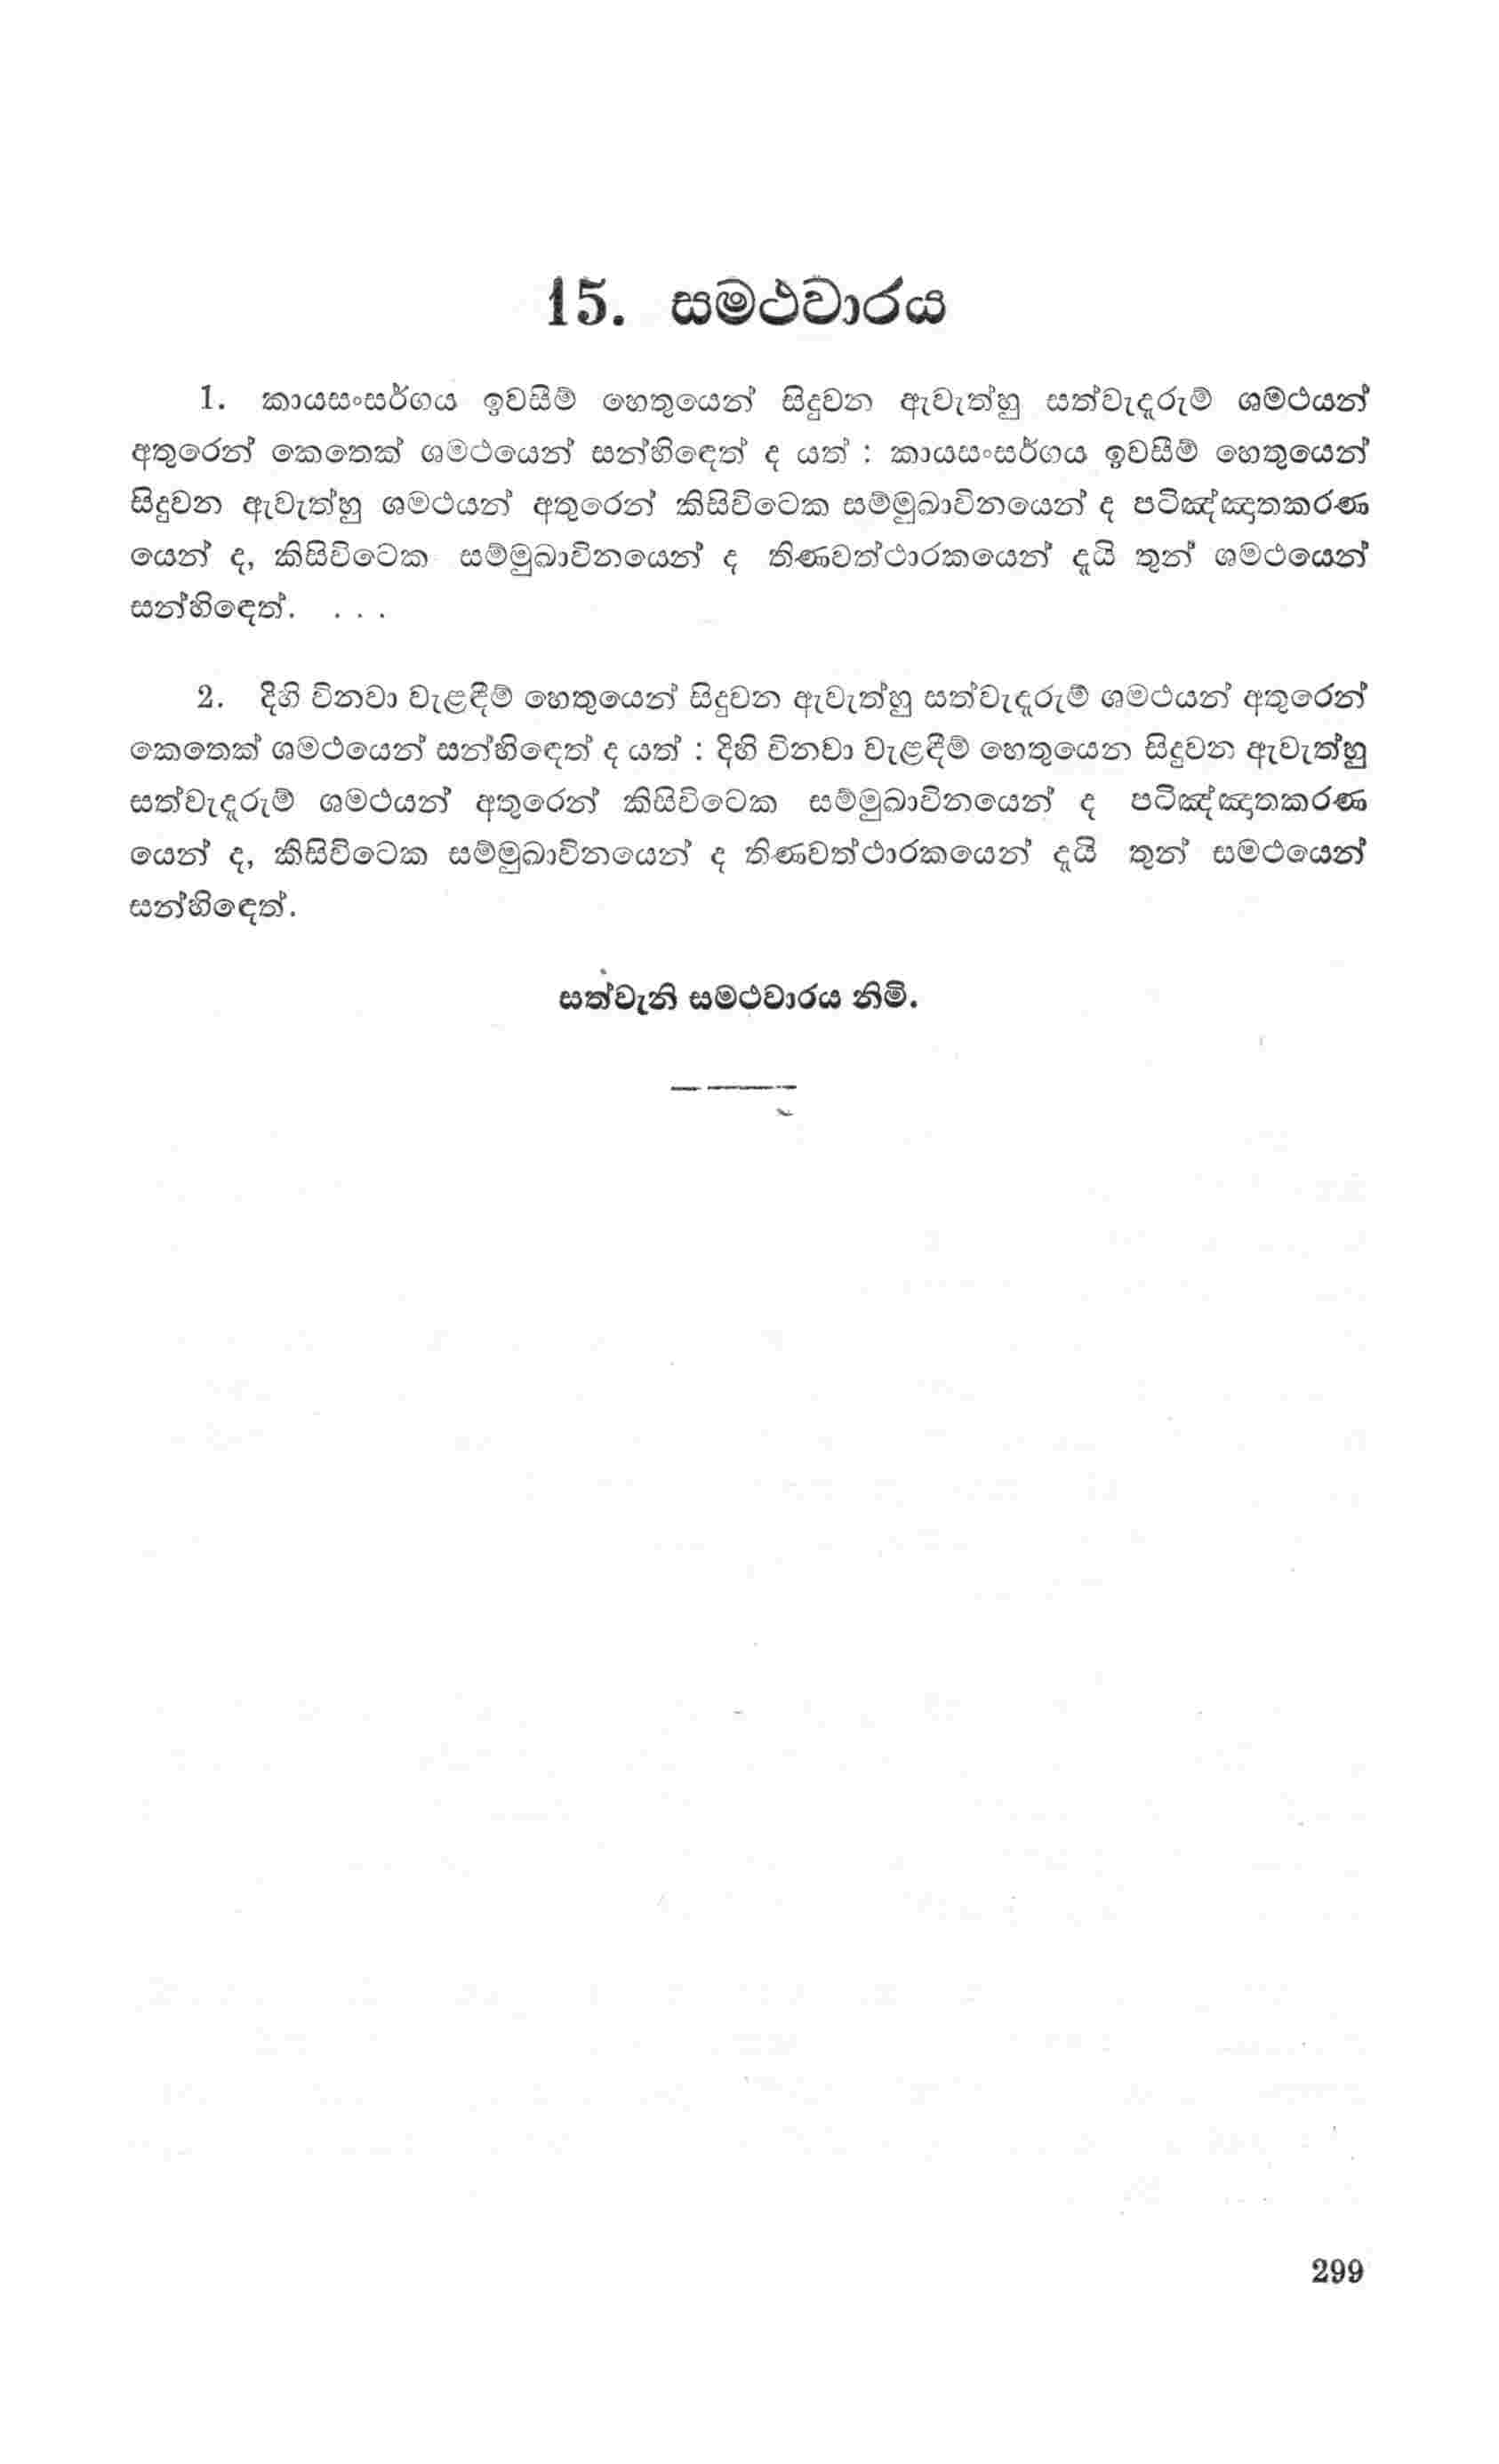 15. සමථවාරය
1. කායසංසර්ගය ඉවසීම් හෙතුයෙන් සිදුවන ඇවැත්හු සත්වැදෑරුම් ශමථයන්
අතුරෙන් කෙතෙක් ශමථයෙන් සන්හිඳෙත් ද යත් : කායසංසර්ගය ඉවසීම් හෙතුයෙන්
සිදුවන ඇවැත්හු ශමථයන් අතුරෙන් කිසිවිටෙක සම්මුඛාවිනයෙන් ද පටිඤ්ඤාතකරණ
යෙන් ද, කිසිවිටෙක සම්මුඛාවිනයෙන් ද තිණවත්ථාරකයෙන් දැයි තුන් ශමථයෙන්
සන්හිඳෙත්. . . .
2. දිහි විනවා වැළඳීම් හෙතුයෙන් සිදුවන ඇවැත්හු සත්වැදෑරුම් ශමථයන් අතුරෙන්
කෙතෙක් ශමථයෙන් සන්හිඳෙත් ද යත් : දිහි විනවා වැළඳීම් හෙතුයෙන සිදුවන ඇවැත්හු
සත්වැදෑරුම් ශමථයන් අතුරෙන් කිසිවිටෙක සම්මුඛාවිනයෙන් ද පටිඤ්ඤාතකරණ
යෙන් ද, කිසිවිටෙක සම්මුඛාවිනයෙන් ද තිණවත්ථාරකයෙන් දැයි තුන් සමථයෙන්
සන්හිඳෙත්.
සත්වැනි සමථවාරය නිමි.
299